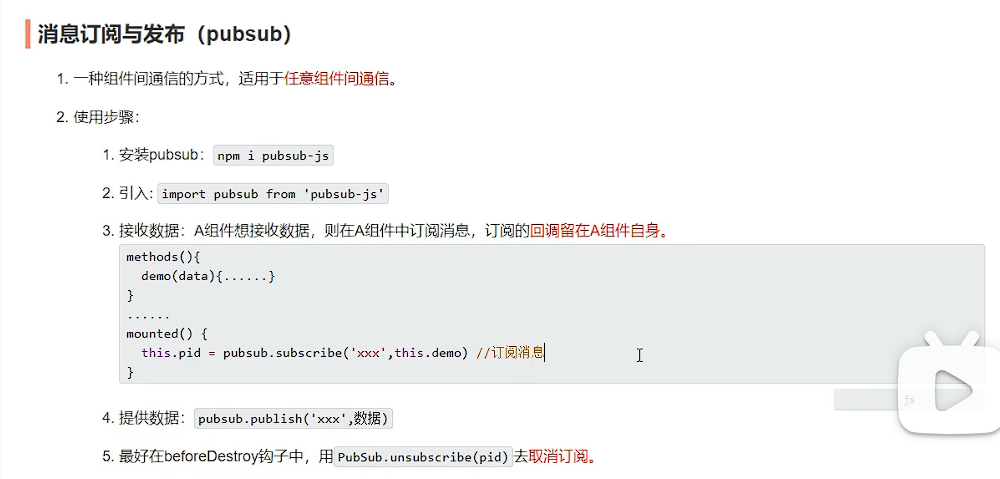 消息订阅与发布（pubsub）
1. 一种组件间通信的方式，适用于任意组件间通信。
2. 使用步骤：
1. 安装pubsub：npm i pubsub-js
2. 引入: import pubsub from 'pubsub-js'
3. 接收数据：A组件想接收数据，则在A组件中订阅消息，订阅的回调留在A组件自身。
methods(){
demo(data){......}
}
......
mounted() {
this.pid = pubsub.subscribe('xxx',this.demo) //订阅消息
}
js
4. 提供数据：pubsub.publish('xxx',数据)
5. 最好在beforeDestroy钩子中，用PubSub.unsubscribe(pid)去取消订阅。